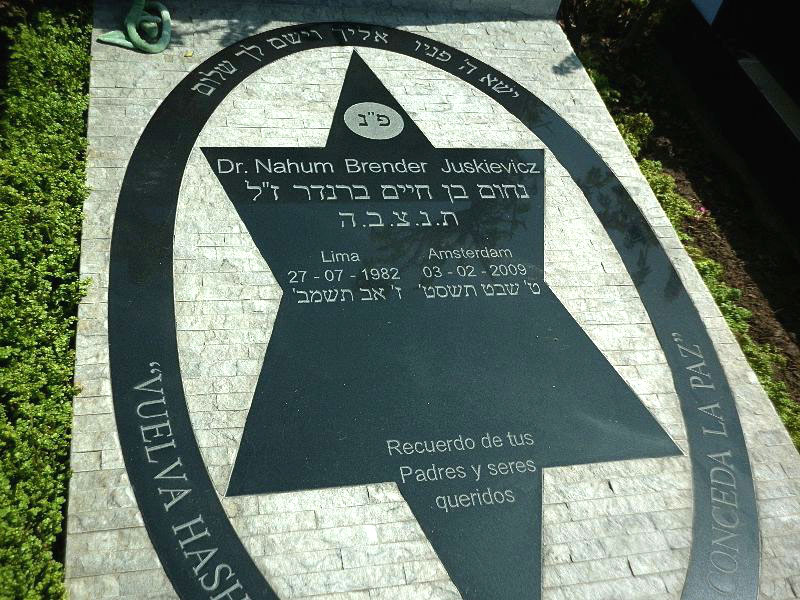 ישא ה' פניו אליך וישם לך שלום
פ"נ
Dr. Nahum Brender Juskievicz
נחום בן חיים ברנדר ז"ל
ת.נ.צ.ב.ה
Lima Amsterdam
27 - 07 - 1982 03 - 02 - 2009
ז' אב תשמב' ט' שבט תשסט'
Recuerdo de tus
Padres y seres
queridos
“VUELVA HASH
CONCEDA LA PAZ”